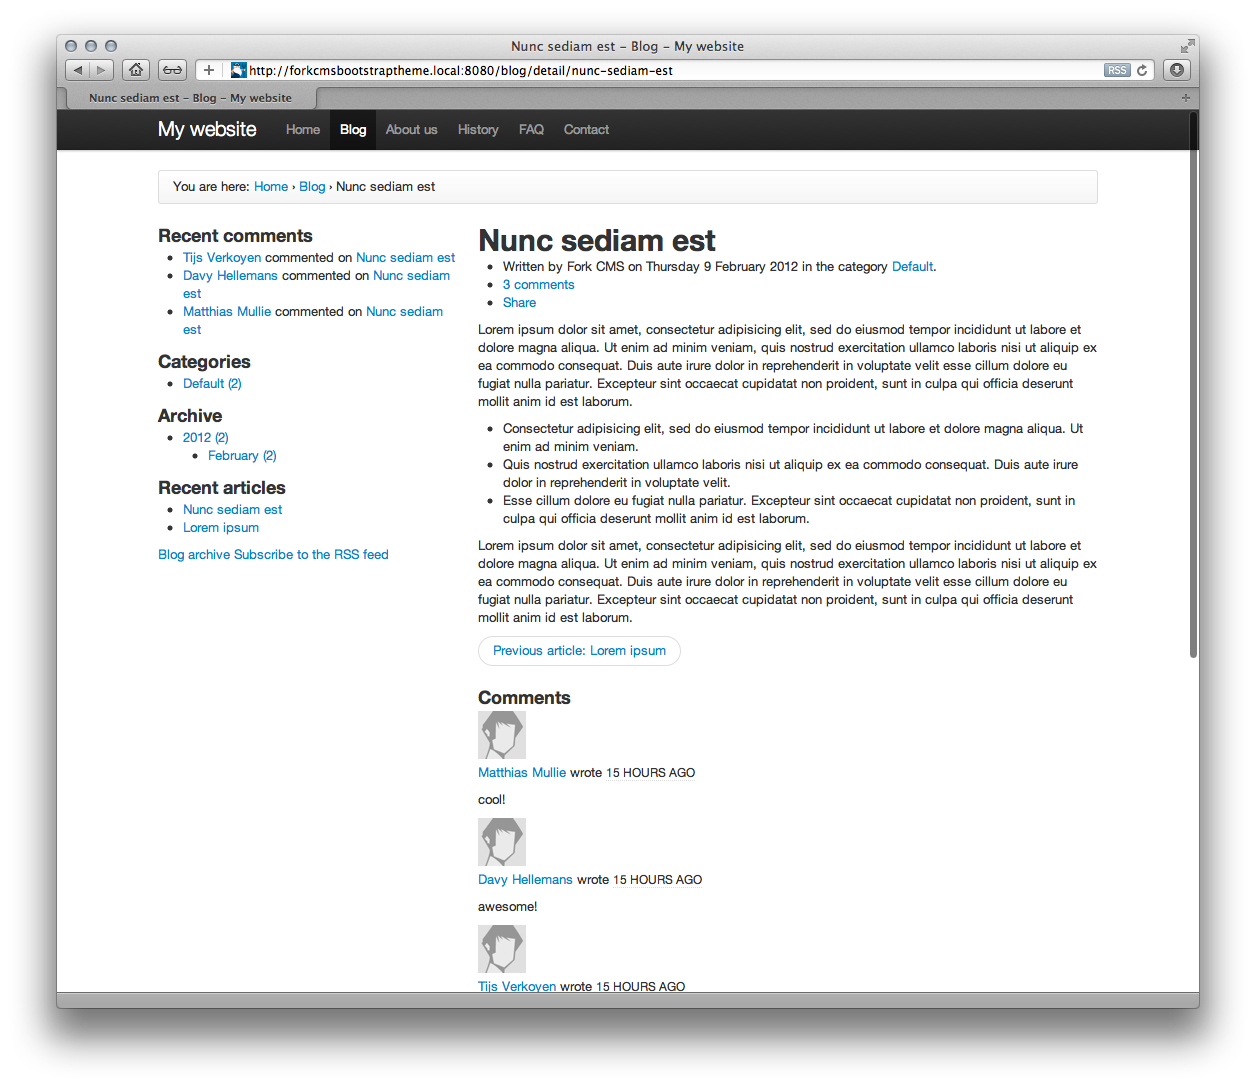 Nunc sediam est – Blog – My website
http://forkcmsbootstraptheme.local:8080/blog/detail/nunc-sediam-est
RSS
Nunc sediam est – Blog – My website
My website Home Blog About us History FAQ Contact
You are here: Home › Blog › Nunc sediam est
Recent comments
Tijs Verkoyen commented on Nunc sediam est
Davy Hellemans commented on Nunc sediam
est
Matthias Mullie commented on Nunc sediam
est
Categories
Default (2)
Archive
2012 (2)
February (2)
Recent articles
Nunc sediam est
Lorem ipsum
Blog archive Subscribe to the RSS feed
Nunc sediam est
Written by Fork CMS on Thursday 9 February 2012 in the category Default.
3 comments
Share
Lorem ipsum dolor sit amet, consectetur adipisicing elit, sed do eiusmod tempor incididunt ut labore et
dolore magna aliqua. Ut enim ad minim veniam, quis nostrud exercitation ullamco laboris nisi ut aliquip ex
ea commodo consequat. Duis aute irure dolor in reprehenderit in voluptate velit esse cillum dolore eu
fugiat nulla pariatur. Excepteur sint occaecat cupidatat non proident, sunt in culpa qui officia deserunt
mollit anim id est laborum.
Consectetur adipisicing elit, sed do eiusmod tempor incididunt ut labore et dolore magna aliqua. Ut
enim ad minim veniam.
Quis nostrud exercitation ullamco laboris nisi ut aliquip ex ea commodo consequat. Duis aute irure
dolor in reprehenderit in voluptate velit.
Esse cillum dolore eu fugiat nulla pariatur. Excepteur sint occaecat cupidatat non proident, sunt in
culpa qui officia deserunt mollit anim id est laborum.
Lorem ipsum dolor sit amet, consectetur adipisicing elit, sed do eiusmod tempor incididunt ut labore et
dolore magna aliqua. Ut enim ad minim veniam, quis nostrud exercitation ullamco laboris nisi ut aliquip ex
ea commodo consequat. Duis aute irure dolor in reprehenderit in voluptate velit esse cillum dolore eu
fugiat nulla pariatur. Excepteur sint occaecat cupidatat non proident, sunt in culpa qui officia deserunt
mollit anim id est laborum.
Previous article: Lorem ipsum
Comments
Matthias Mullie wrote 15 HOURS AGO
cool!
Davy Hellemans wrote 15 HOURS AGO
awesome!
Tijs Verkoyen wrote 15 HOURS AGO